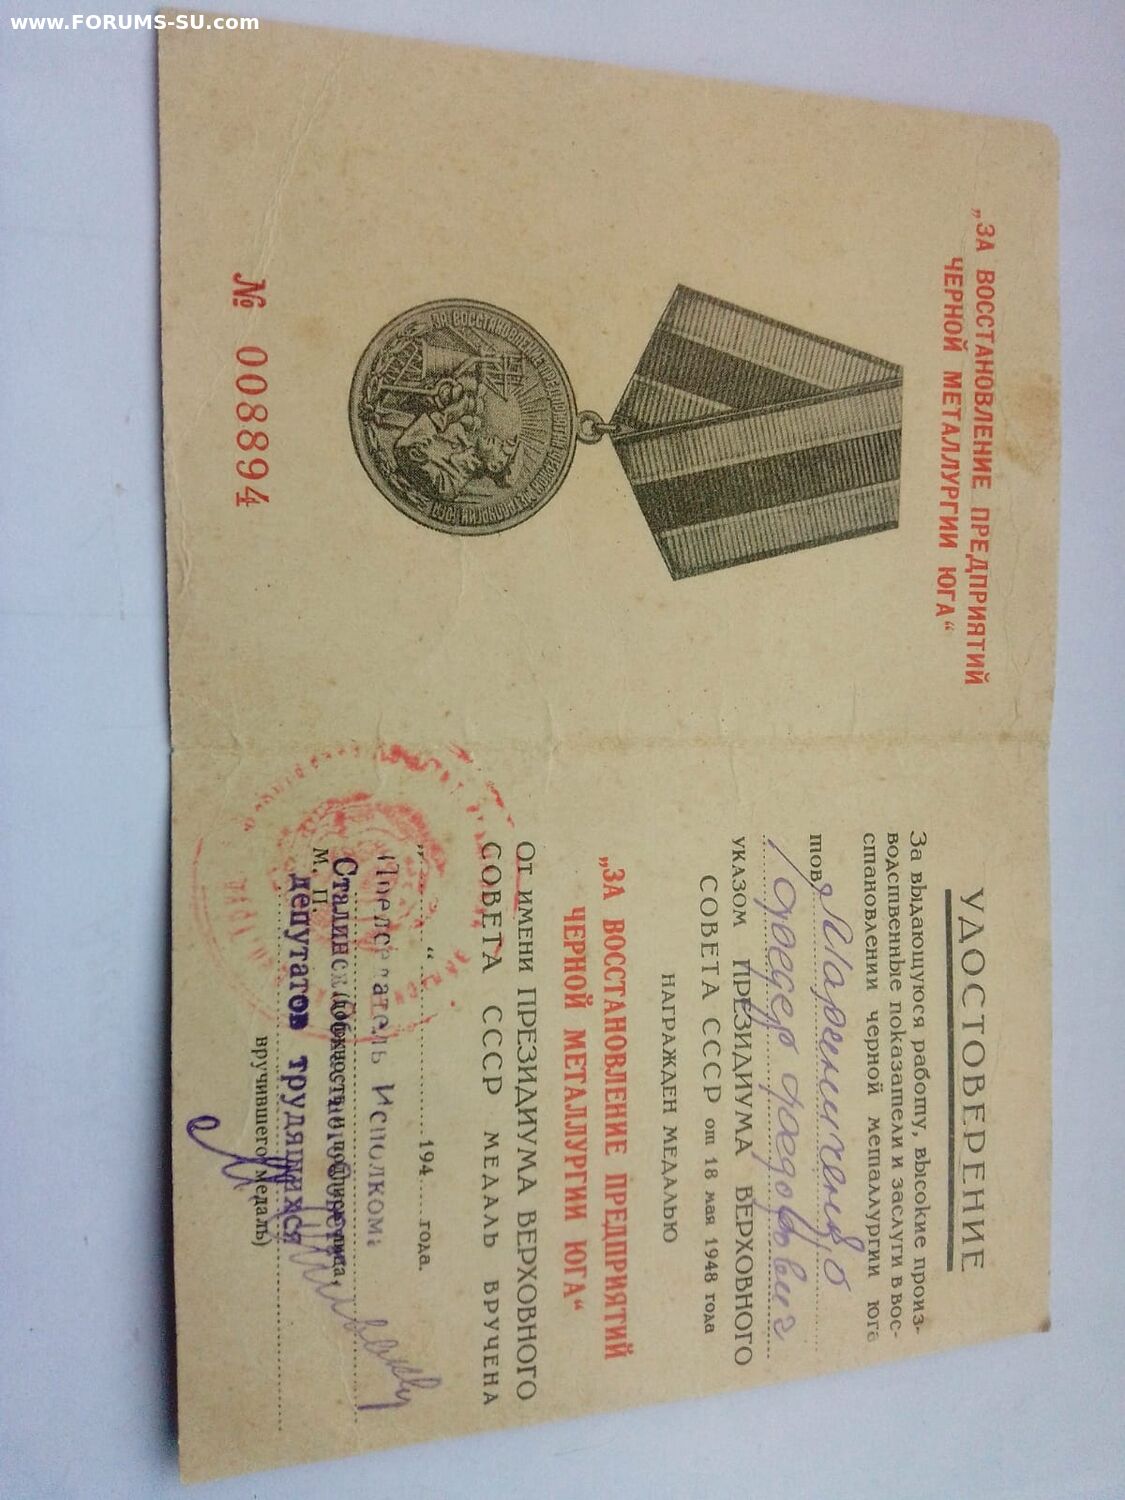 www.FORUMS-SU.com
„ЗА ВОССТАНОВЛЕНИЕ ПРЕДПРИЯТИЙ
ЧЕРНОЙ МЕТАЛЛУРГИИ ЮГА“
№ 008894
УДОСТОВЕРЕНИЕ
За выдающуюся работу, высокие произ-
водственные показатели и заслуги в вос-
становлении черной металлургии юга
тов.
УКАЗОМ ПРЕЗИДИУМА ВЕРХОВНОГО
СОВЕТА СССР от 18 мая 1948 года
НАГРАЖДЕН МЕДАЛЬЮ
„ЗА ВОССТАНОВЛЕНИЕ ПРЕДПРИЯТИЙ
ЧЕРНОЙ МЕТАЛЛУРГИИ ЮГА“
ОТ ИМЕНИ ПРЕЗИДИУМА ВЕРХОВНОГО
СОВЕТА СССР МЕДАЛЬ ВРУЧЕНА
„ “ 194 года.
Председатель Исполкома
М. П.
депутатов трудящихся
вручившего медаль)